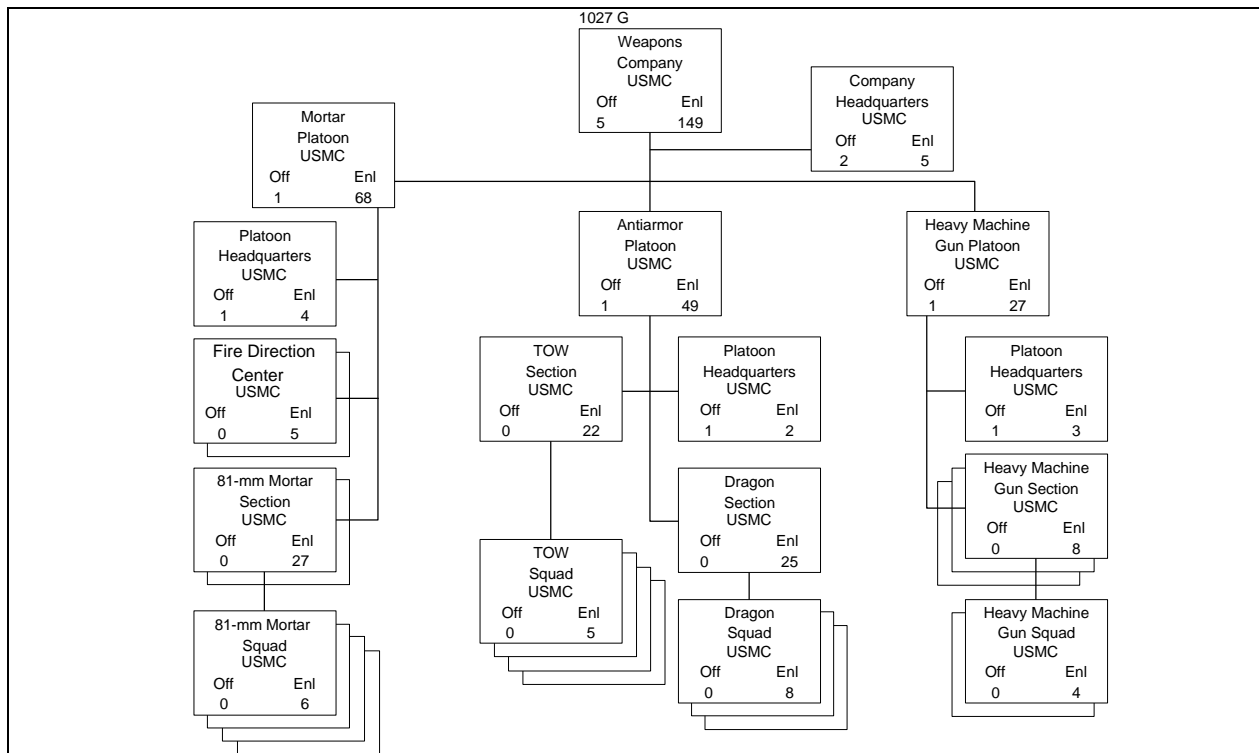 1027 G
Weapons
Company
USMC
Off Enl
5 149
Company
Headquarters
USMC
Off Enl
2 5
Mortar
Platoon
USMC
Off Enl
1 68
Antiarmor
Platoon
USMC
Off Enl
1 49
Heavy Machine
Gun Platoon
USMC
Off Enl
1 27
Platoon
Headquarters
USMC
Off Enl
1 4
Fire Direction
Center
USMC
Off Enl
0 5
81-mm Mortar
Section
USMC
Off Enl
0 27
81-mm Mortar
Squad
USMC
Off Enl
0 6
TOW
Section
USMC
Off Enl
0 22
Platoon
Headquarters
USMC
Off Enl
1 2
TOW
Squad
USMC
Off Enl
0 5
Dragon
Section
USMC
Off Enl
0 25
Dragon
Squad
USMC
Off Enl
0 8
Platoon
Headquarters
USMC
Off Enl
1 3
Heavy Machine
Gun Section
USMC
Off Enl
0 8
Heavy Machine
Gun Squad
USMC
Off Enl
0 4